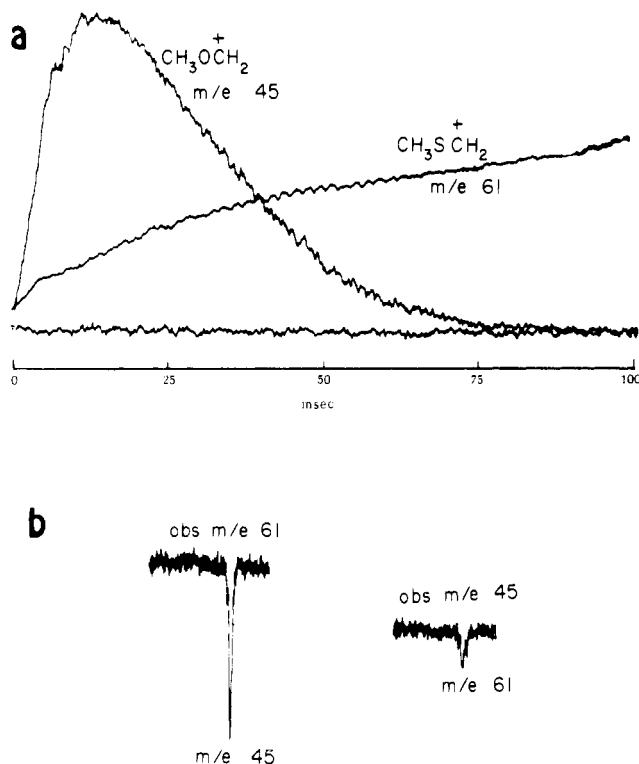 a
CH3OCH2
+
m/e 45
CH3SCH2
+
m/e 61
0 25 50 75 100
msec
b
obs m/e 61
m/e 45
obs m/e 45
m/e 61